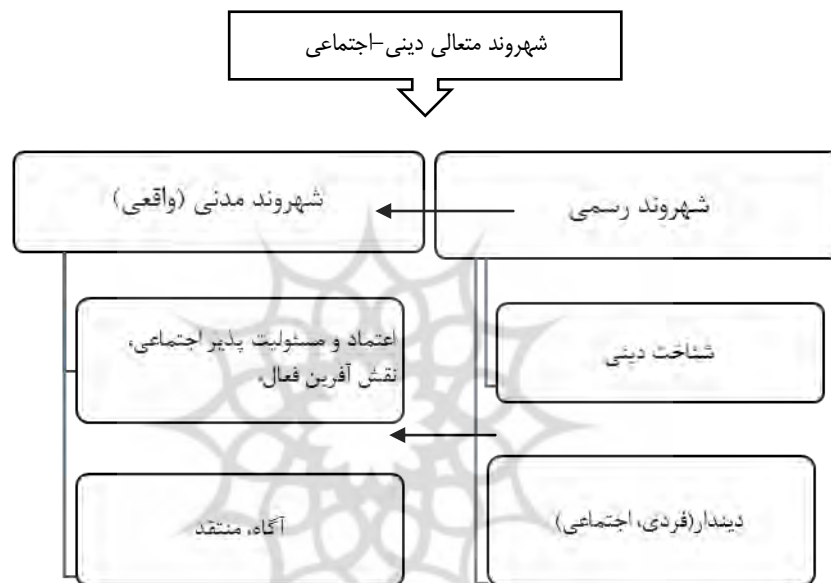 شهروند متعالی دینی-اجتماعی
شهروند رسمی
شهروند مدنی (واقعی)
شناخت دینی
اعتماد و مسئولیت پذیر اجتماعی،
نقش آفرین فعال،
دیندار(فردی، اجتماعی)
آگاه، منتقد